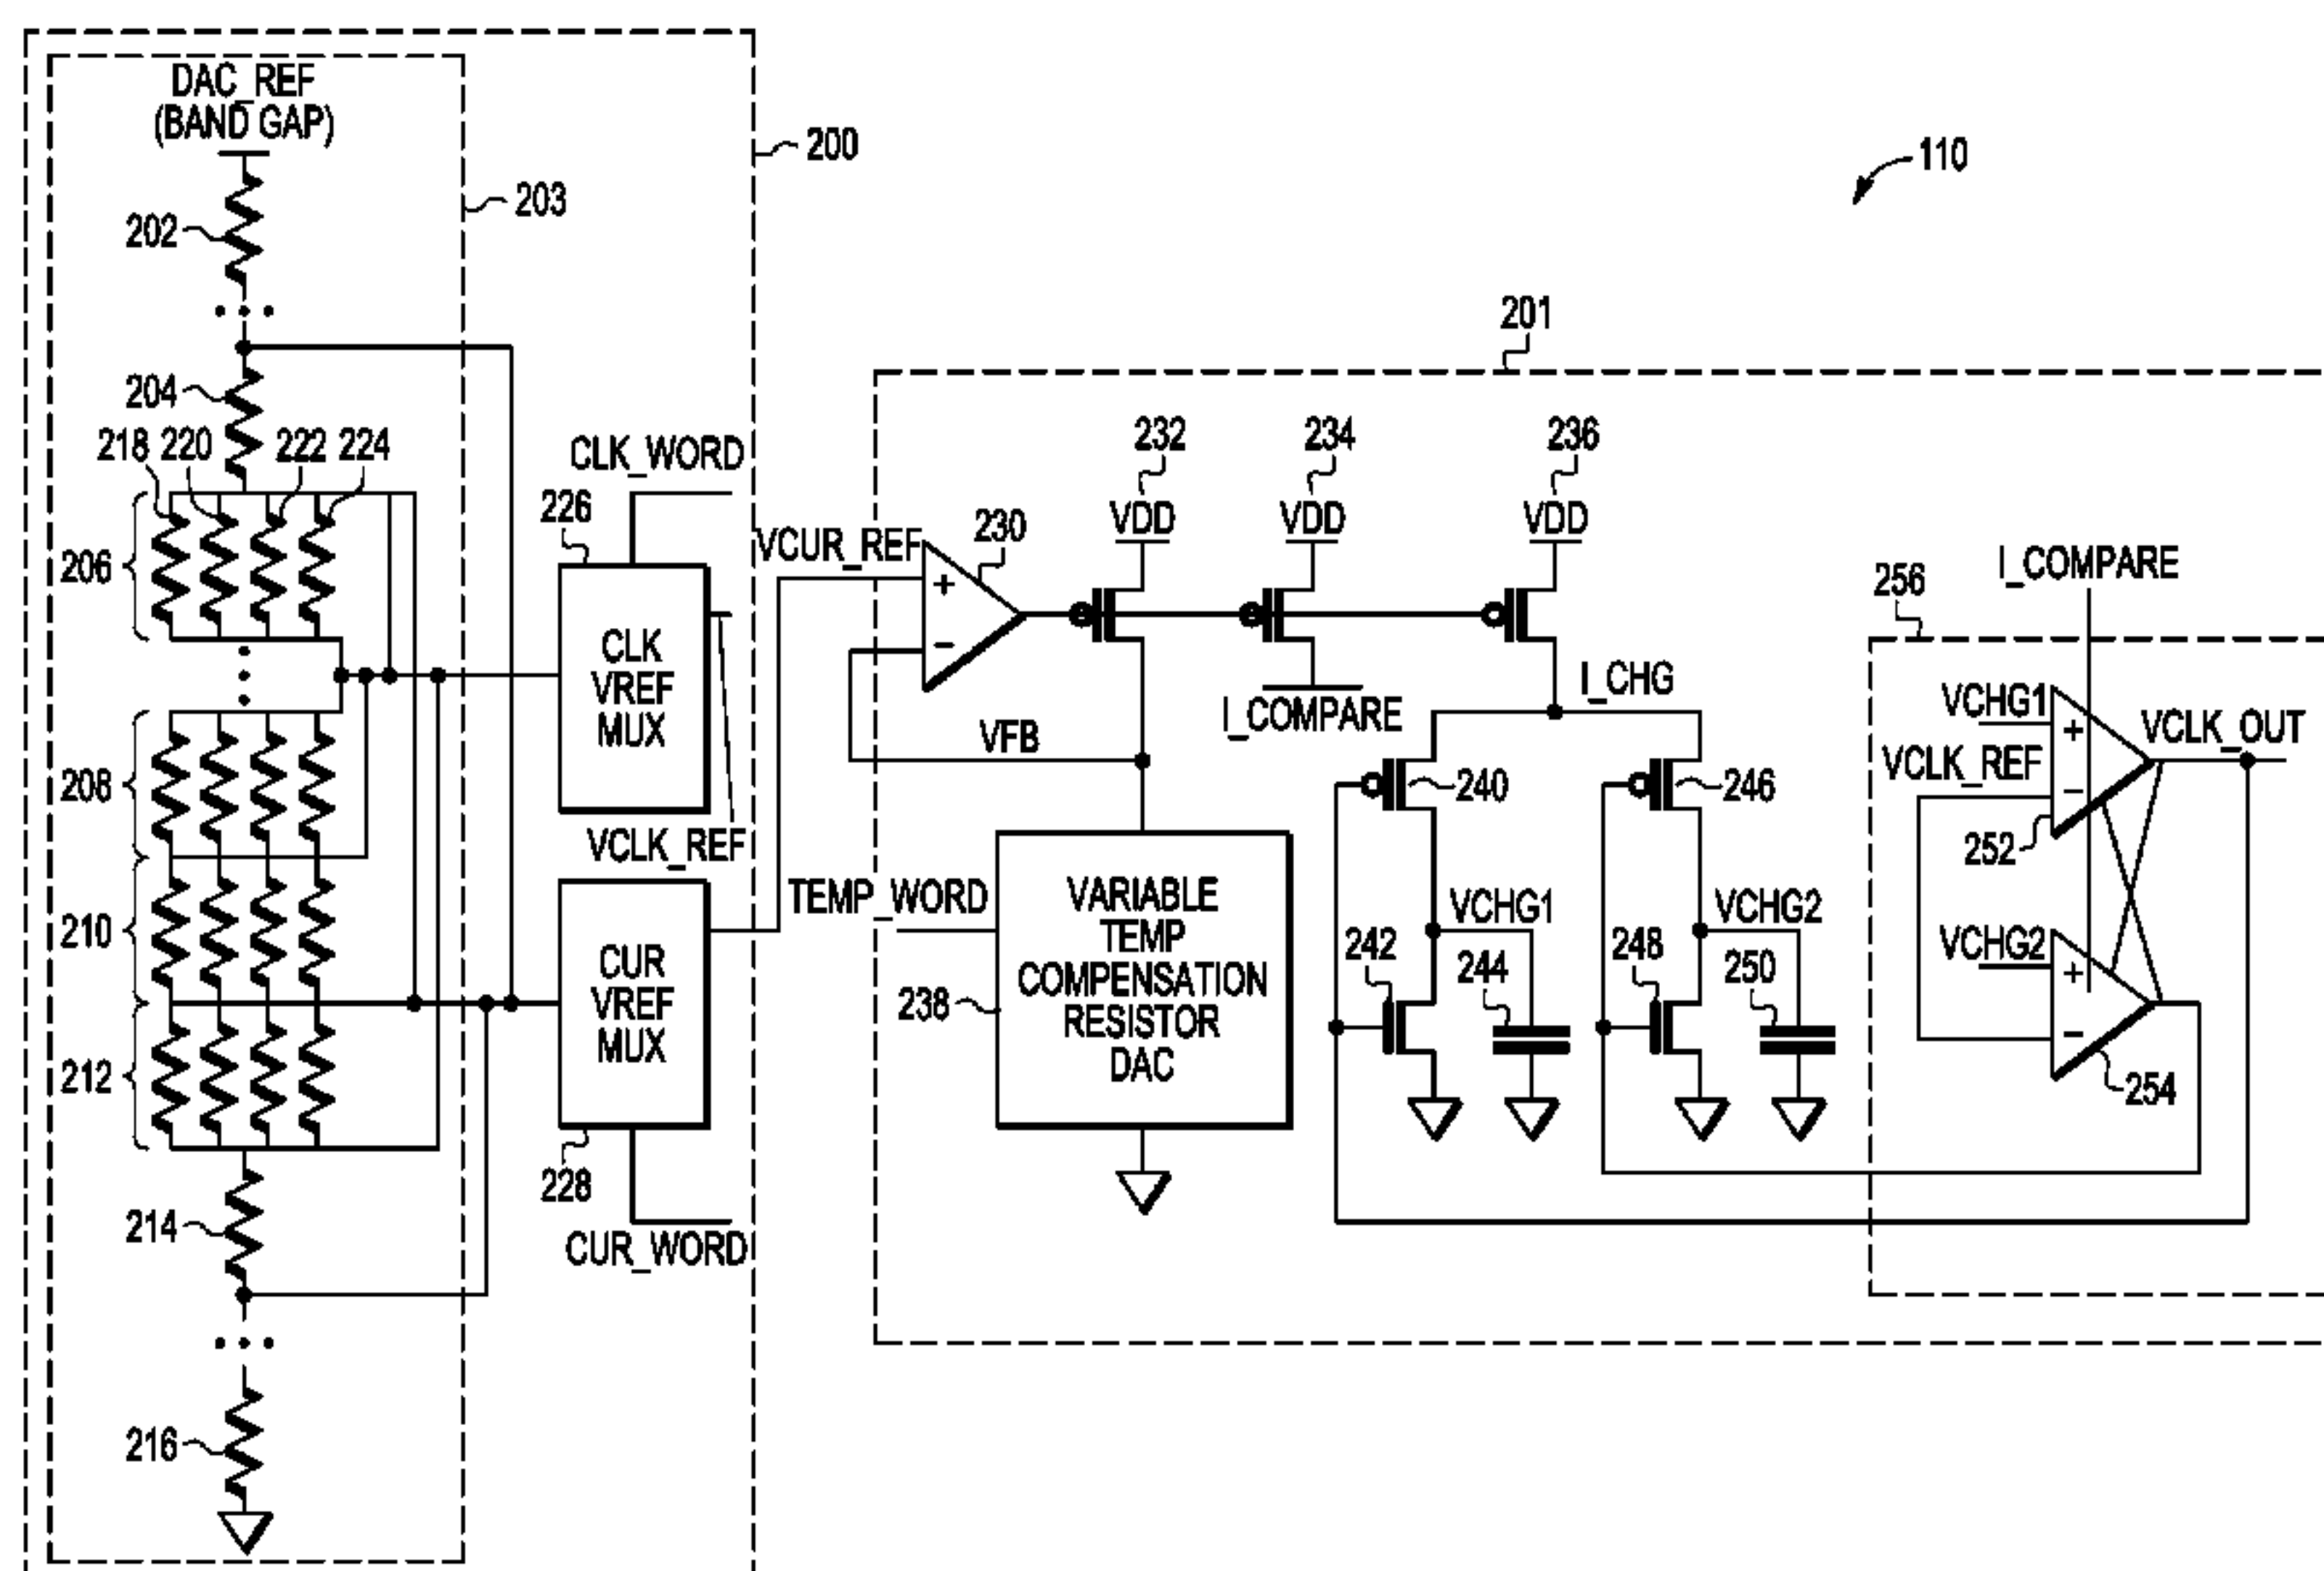 DAC_REF
(BAND GAP)
200
110
203
202
201
204
218
220
222
224
CLK_WORD
232
234
236
226
VDD
VDD
VDD
206
VCUR_REF
230
+
-
I_COMPARE
256
CLK
VREF
MUX
I_CHG
VCHG1
+
VCLK_OUT
I_COMPARE
VFB
VCLK_REF
-
208
240
246
252
VCLK_REF
TEMP_WORD
VARIABLE
TEMP
COMPENSATION
RESISTOR
DAC
VCHG1
VCHG2
210
242
244
248
250
VCHG2
+
-
CUR
VREF
MUX
238
212
254
228
214
CUR_WORD
216